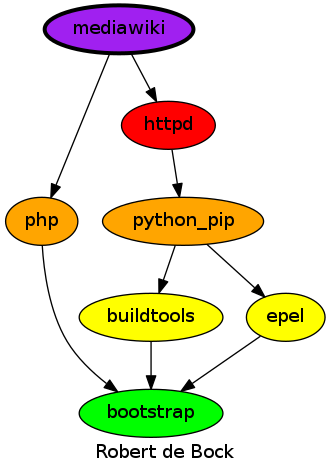 mediawiki
httpd
php
python_pip
buildtools
epel
bootstrap
Robert de Bock